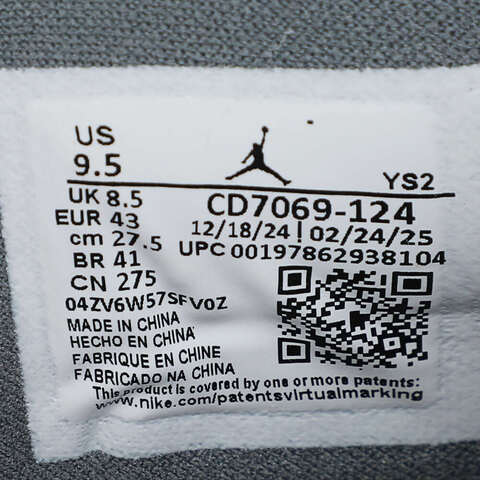 US
9.5
YS2
UK 8.5
EUR 43
cm 27.5
BR 41
CN 275
CD7069-124
12/18/24 | 02/24/25
UPC 00197862938104
04ZV6W57SFV0Z
MADE IN CHINA
HECHO EN CHINA
FABRIQUE EN CHINE
FABRICADO NA CHINA
This product is covered by one or more patents:
www.nike.com/patentsvirtualmarking